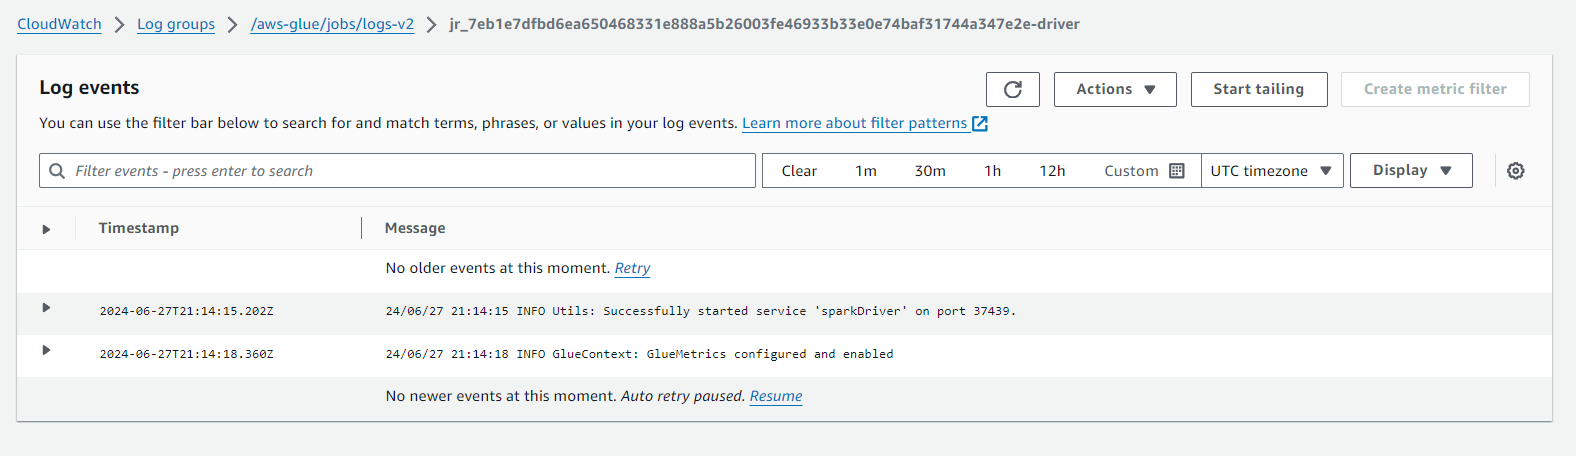 CloudWatch > Log groups > /aws-glue/jobs/logs-v2 > jr_7eb1e7dfbd6ea650468331e888a5b26003fe46933b33e0e74baf31744a347e2e-driver
Log events
Actions
Start tailing
Create metric filter
You can use the filter bar below to search for and match terms, phrases, or values in your log events. Learn more about filter patterns
Filter events - press enter to search
Clear 1m 30m 1h 12h Custom UTC timezone Display
Timestamp Message
No older events at this moment. Retry
2024-06-27T21:14:15.202Z 24/06/27 21:14:15 INFO Utils: Successfully started service 'sparkDriver' on port 37439.
2024-06-27T21:14:18.360Z 24/06/27 21:14:18 INFO GlueContext: GlueMetrics configured and enabled
No newer events at this moment. Auto retry paused. Resume